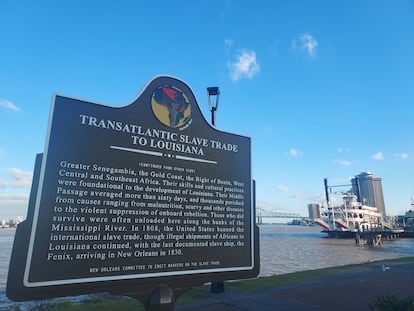 TRANSATLANTIC SLAVE TRADE
TO LOUISIANA
(CONTINUED FROM OTHER SIDE)
Greater Senegambia, the Gold Coast, the Bight of Benin, West
Central and Southeast Africa. Their skills and cultural practices
were foundational to the development of Louisiana. Their Middle
Passage averaged more than sixty days, and thousands perished
from causes ranging from malnutrition, scurvy and other diseases
to the violent suppression of onboard rebellion. Those who did
survive were often unloaded here along the banks of the
Mississippi River. In 1808, the United States banned the
international slave trade, though illegal shipments of Africans to
Louisiana continued, with the last documented slave ship, the
Fenix, arriving in New Orleans in 1830.
NEW ORLEANS COMMITTEE TO ERECT MARKERS ON THE SLAVE TRADE